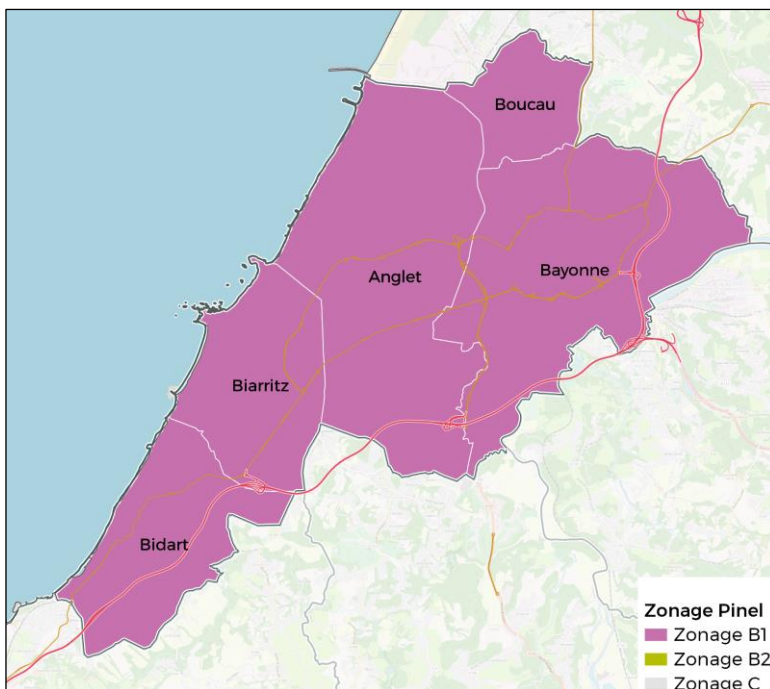 Boucau
Bayonne
Anglet
Biarritz
Bidart
Zonage Pinel
Zonage B1
Zonage B2
Zonage C